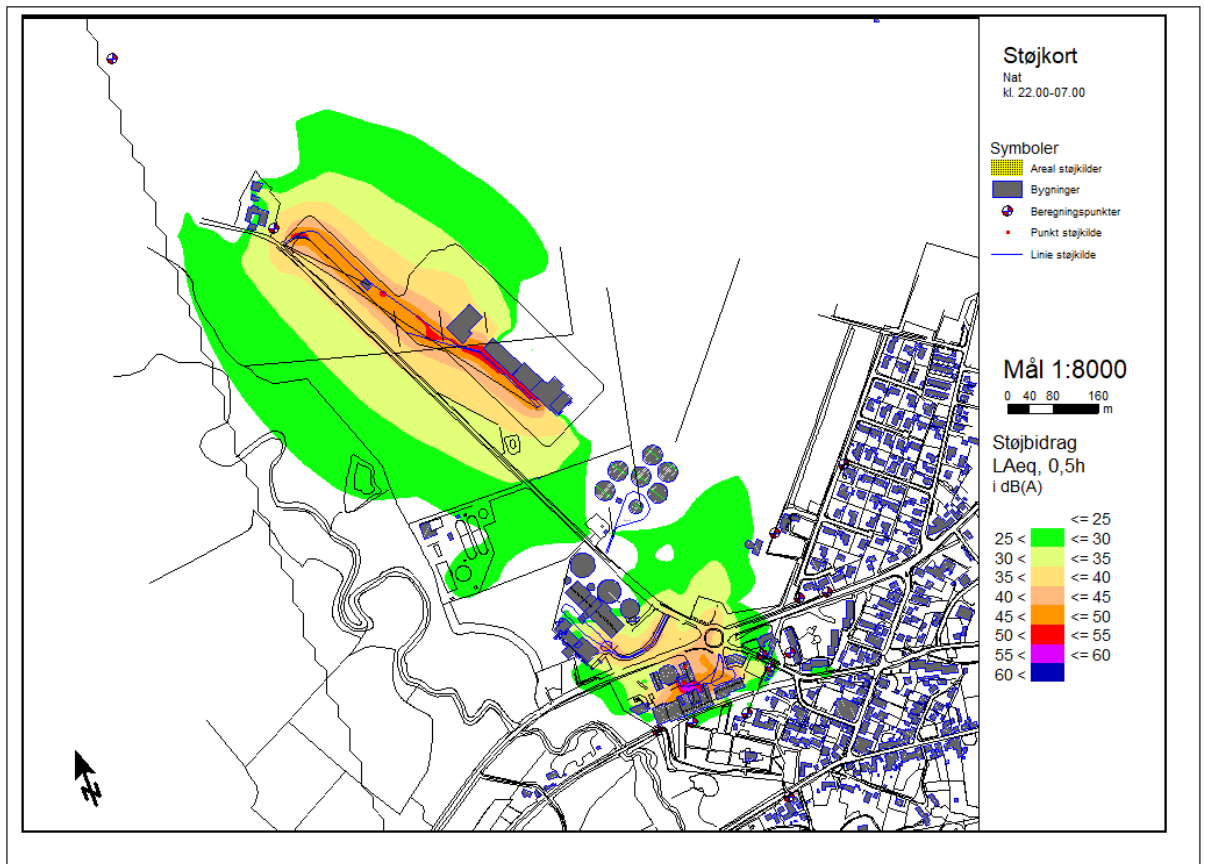 Støjkort
Nat
kl. 22.00-07.00
Symboler
Areal støjkilder
Bygninger
Beregningspunkter
Punkt støjkilde
Linie støjkilde
Mål 1:8000
0 40 80 160
m
Støjbidrag
LAeq, 0,5h
i dB(A)
<= 25
25 < <= 30
30 < <= 35
35 < <= 40
40 < <= 45
45 < <= 50
50 < <= 55
55 < <= 60
60 <
N